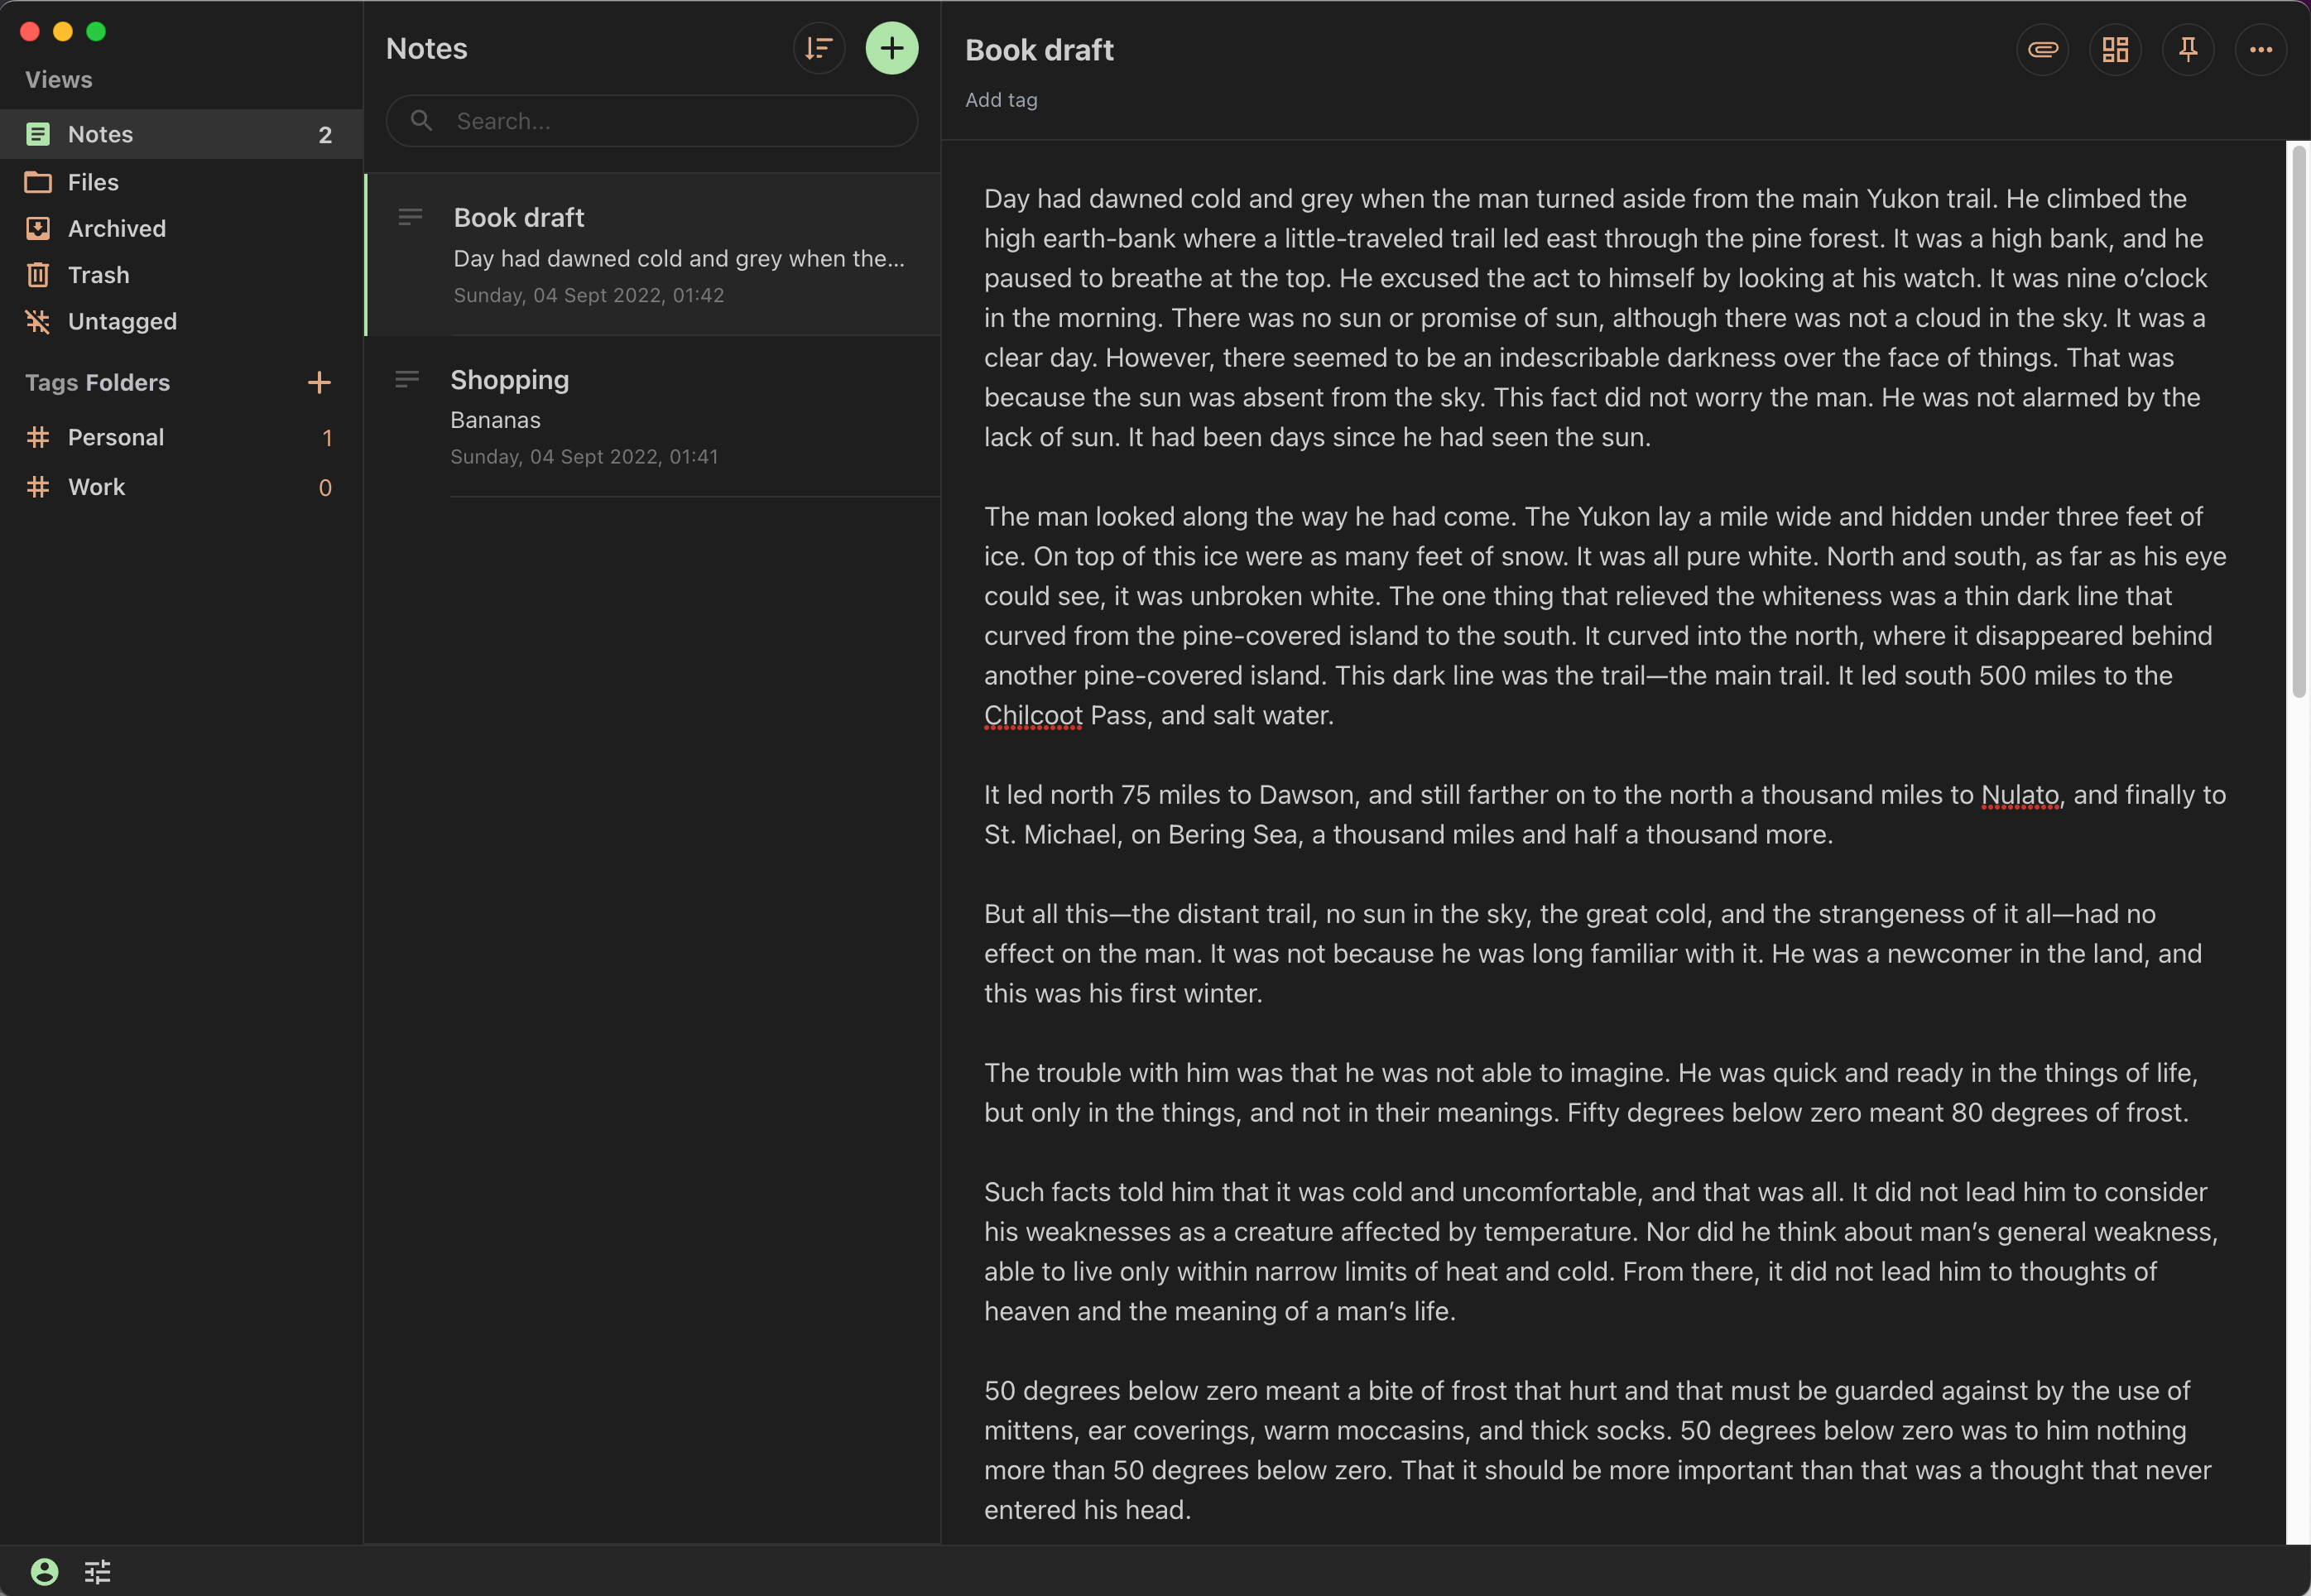 Views
Notes 2
Files
Archived
Trash
Untagged
Tags Folders
Personal 1
Work 0
Notes
Search...
Book draft
Day had dawned cold and grey when the...
Sunday, 04 Sept 2022, 01:42
Shopping
Bananas
Sunday, 04 Sept 2022, 01:41
Book draft
Add tag
Day had dawned cold and grey when the man turned aside from the main Yukon trail. He climbed the
high earth-bank where a little-traveled trail led east through the pine forest. It was a high bank, and he
paused to breathe at the top. He excused the act to himself by looking at his watch. It was nine o’clock
in the morning. There was no sun or promise of sun, although there was not a cloud in the sky. It was a
clear day. However, there seemed to be an indescribable darkness over the face of things. That was
because the sun was absent from the sky. This fact did not worry the man. He was not alarmed by the
lack of sun. It had been days since he had seen the sun.
The man looked along the way he had come. The Yukon lay a mile wide and hidden under three feet of
ice. On top of this ice were as many feet of snow. It was all pure white. North and south, as far as his eye
could see, it was unbroken white. The one thing that relieved the whiteness was a thin dark line that
curved from the pine-covered island to the south. It curved into the north, where it disappeared behind
another pine-covered island. This dark line was the trail—the main trail. It led south 500 miles to the
Chilcoot Pass, and salt water.
It led north 75 miles to Dawson, and still farther on to the north a thousand miles to Nulato, and finally to
St. Michael, on Bering Sea, a thousand miles and half a thousand more.
But all this—the distant trail, no sun in the sky, the great cold, and the strangeness of it all—had no
effect on the man. It was not because he was long familiar with it. He was a newcomer in the land, and
this was his first winter.
The trouble with him was that he was not able to imagine. He was quick and ready in the things of life,
but only in the things, and not in their meanings. Fifty degrees below zero meant 80 degrees of frost.
Such facts told him that it was cold and uncomfortable, and that was all. It did not lead him to consider
his weaknesses as a creature affected by temperature. Nor did he think about man’s general weakness,
able to live only within narrow limits of heat and cold. From there, it did not lead him to thoughts of
heaven and the meaning of a man’s life.
50 degrees below zero meant a bite of frost that hurt and that must be guarded against by the use of
mittens, ear coverings, warm moccasins, and thick socks. 50 degrees below zero was to him nothing
more than 50 degrees below zero. That it should be more important than that was a thought that never
entered his head.